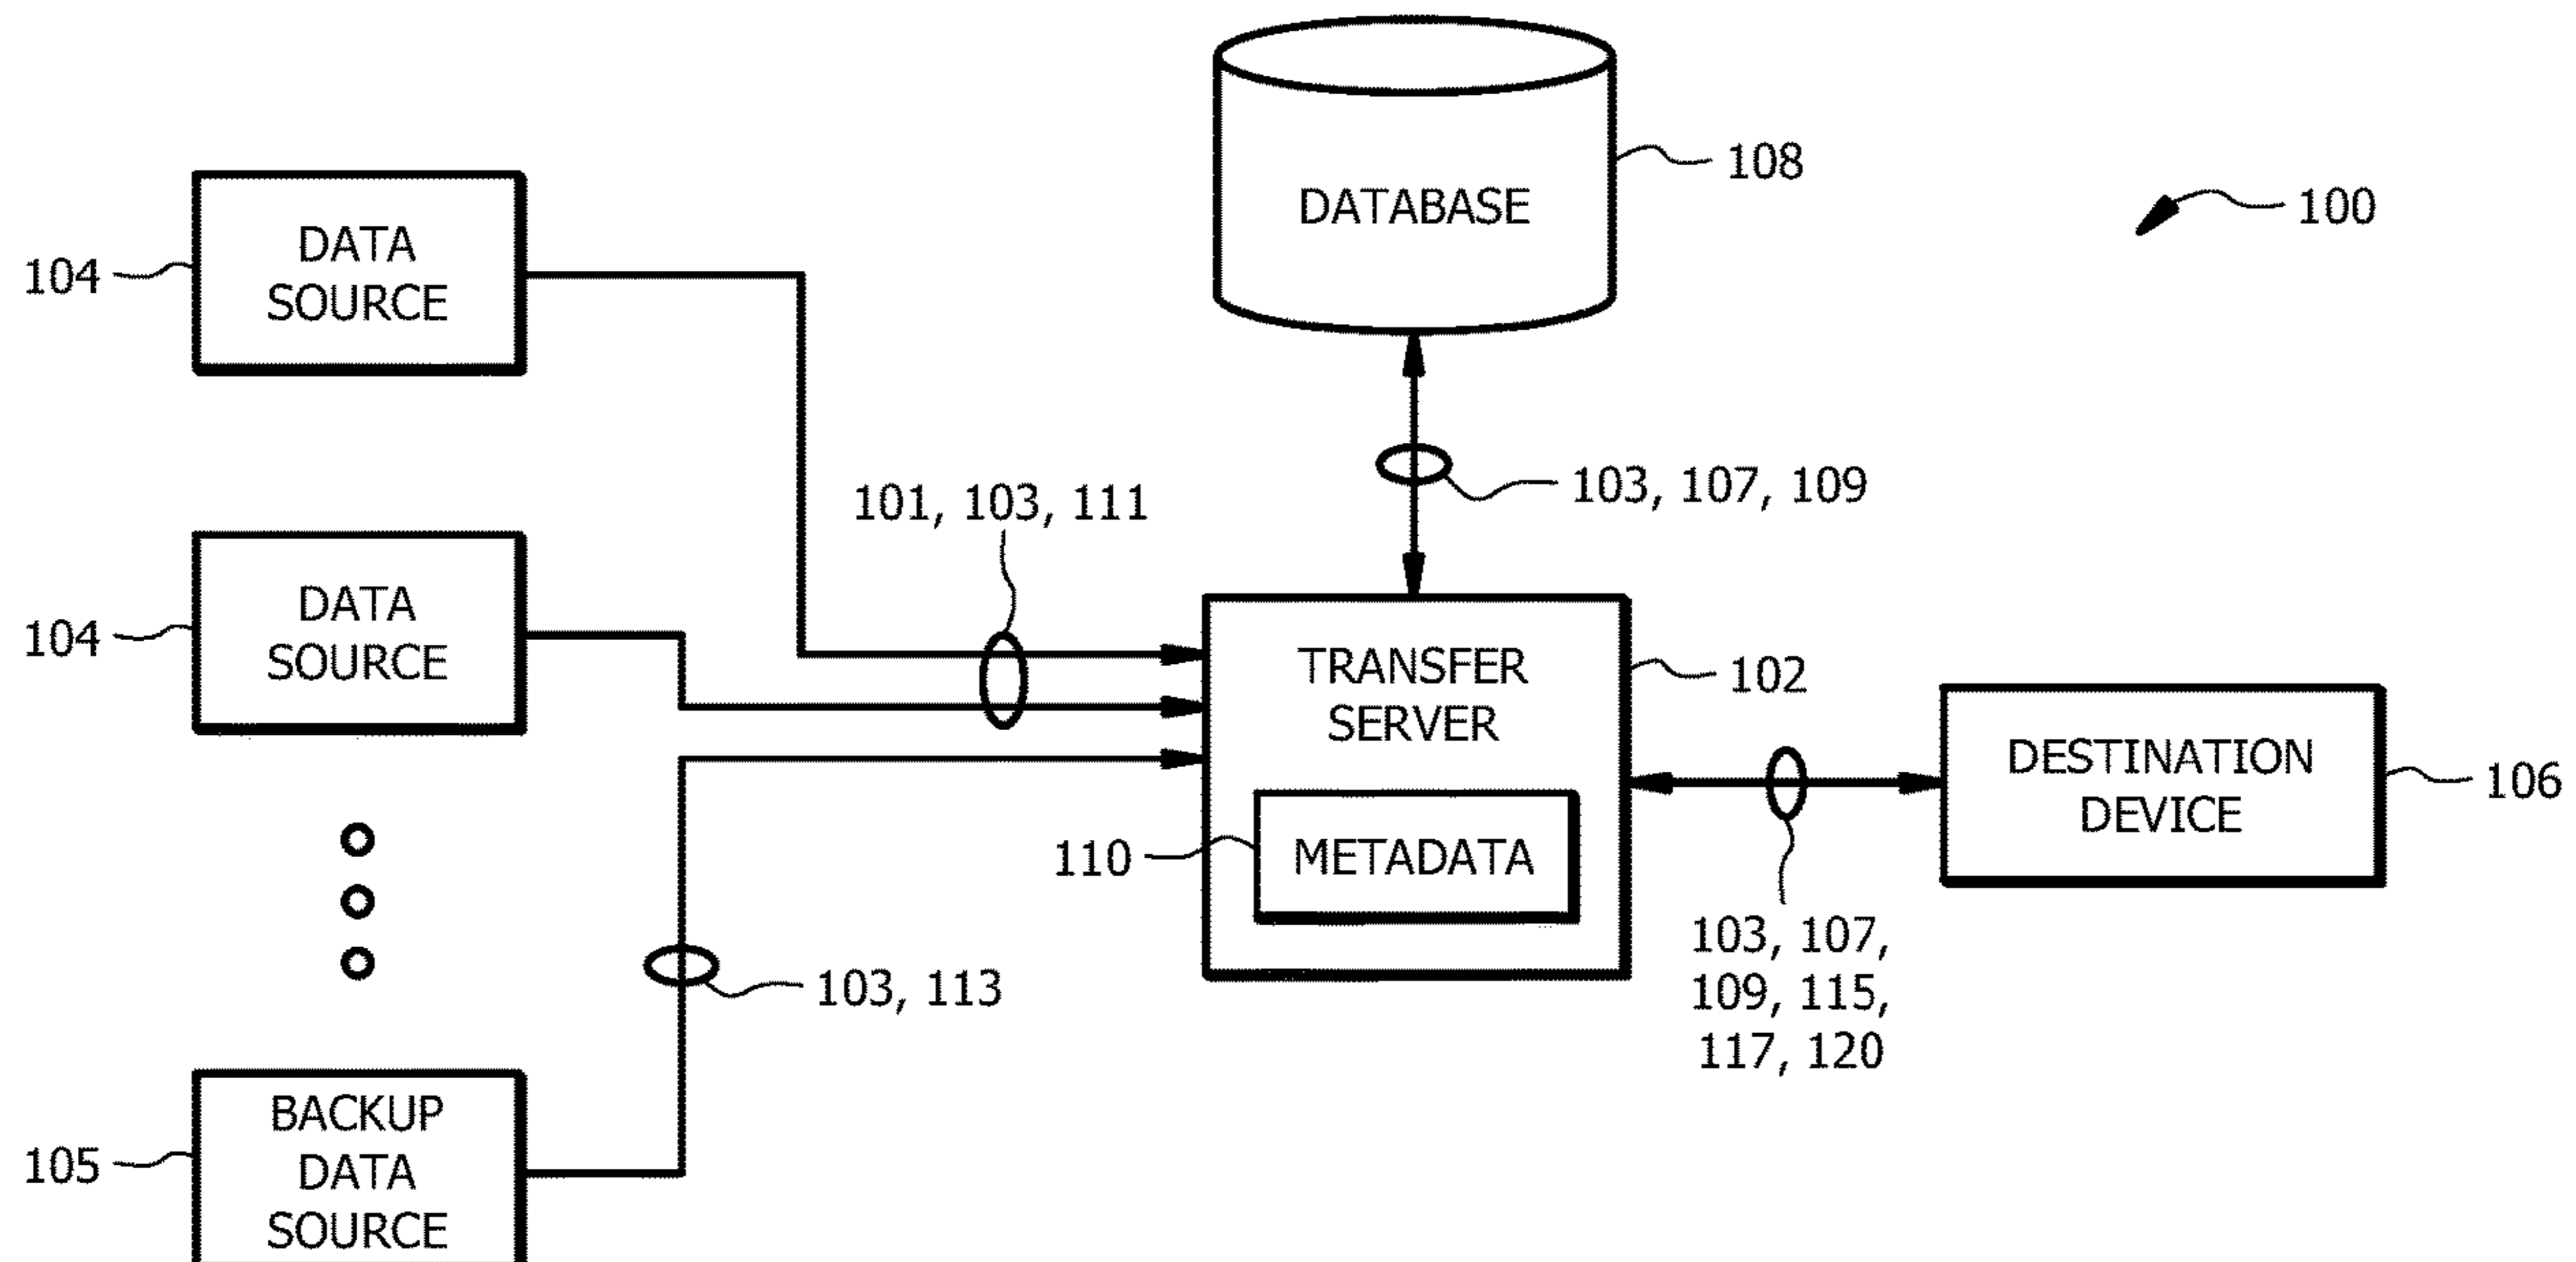 DATABASE
108
100
104
DATA
SOURCE
101, 103, 111
103, 107, 109
104
DATA
SOURCE
TRANSFER
SERVER
102
110
METADATA
DESTINATION
DEVICE
106
103, 107,
109, 115,
117, 120
103, 113
105
BACKUP
DATA
SOURCE